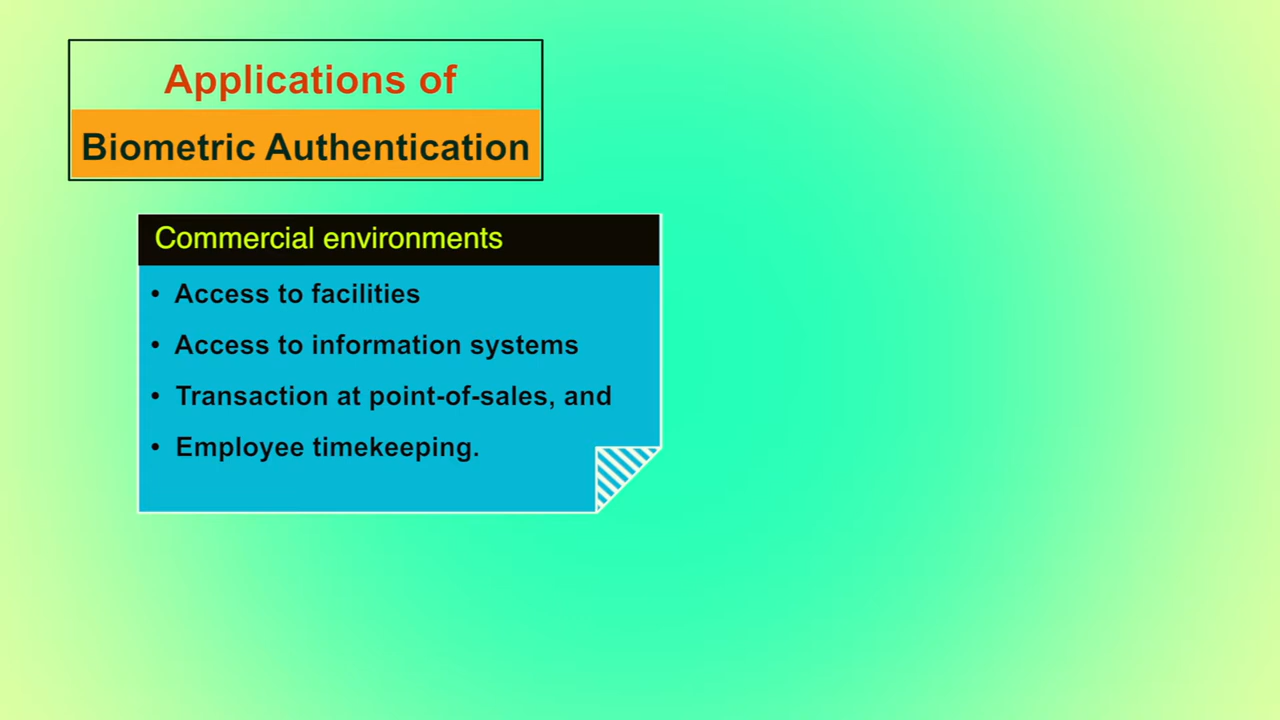 Applications of
Biometric Authentication
Commercial environments
• Access to facilities
• Access to information systems
• Transaction at point-of-sales, and
• Employee timekeeping.